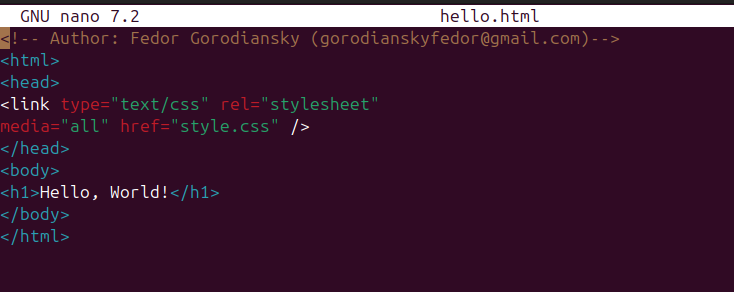 GNU nano 7.2 hello.html
<!-- Author: Fedor Gorodiansky (gorodianskyfedor@gmail.com)-->
<html>
<head>
<link type="text/css" rel="stylesheet"
media="all" href="style.css" />
</head>
<body>
<h1>Hello, World!</h1>
</body>
</html>